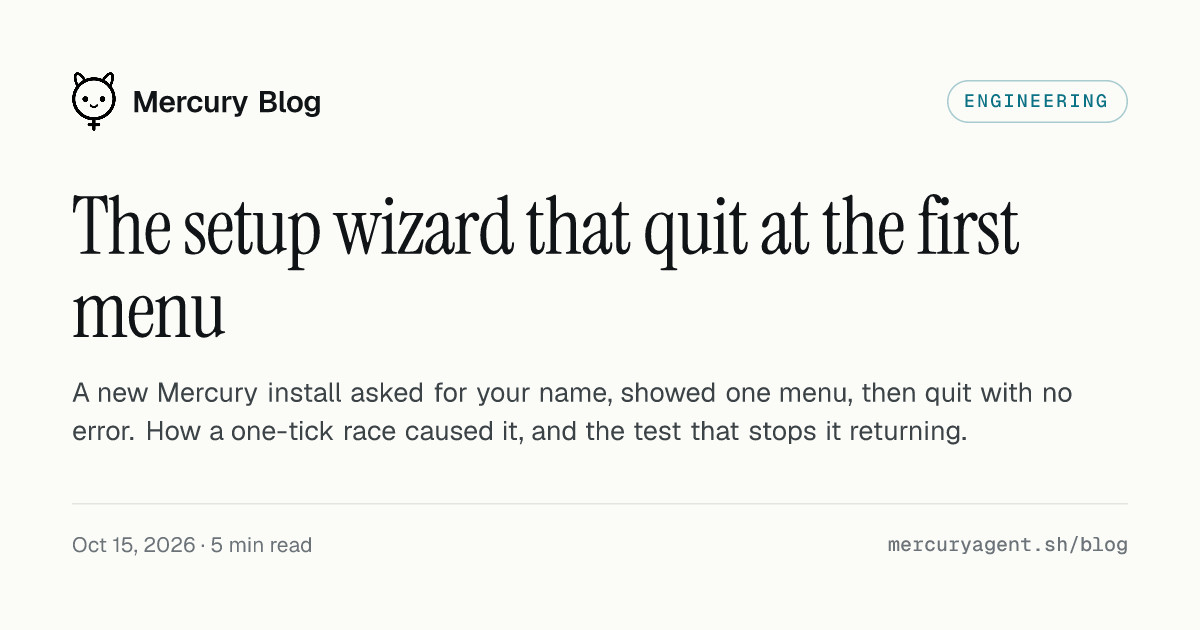 Mercury Blog
ENGINEERING
The setup wizard that quit at the first
menu
A new Mercury install asked for your name, showed one menu, then quit with no
error. How a one-tick race caused it, and the test that stops it returning.
Oct 15, 2026 · 5 min read
mercuryagent.sh/blog